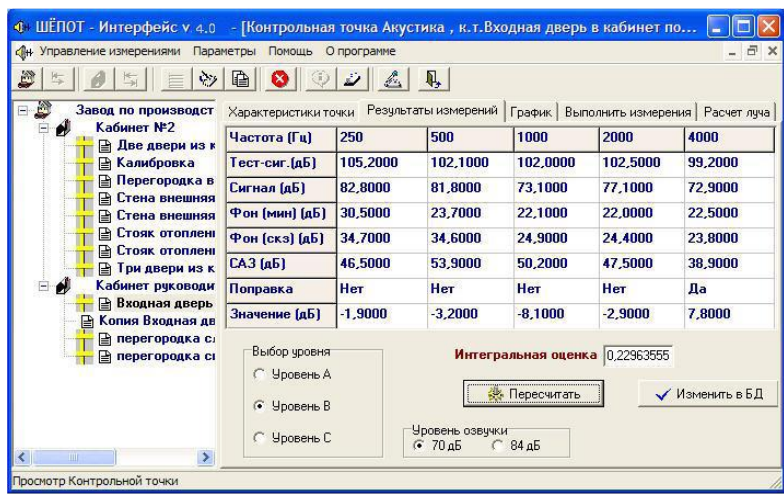 ШЁПОТ - Интерфейс v. 4.0 - [Контрольная точка Акустика , к.т.Входная дверь в кабинет по...
Управление измерениями Параметры Помощь О программе
Завод по производст
Кабинет №2
Две двери из к
Калибровка
Перегородка в
Стена внешняя
Стена внешняя
Стояк отоплен
Стояк отоплен
Три двери из к
Кабинет руководи
Входная дверь
Копия Входная дв
перегородка с
перегородка с
Характеристики точки Результаты измерений График Выполнить измерения Расчет луча
Частота (Гц) 250 500 1000 2000 4000
Тест-сиг.(дБ) 105,2000 102,1000 102,0000 102,5000 99,2000
Сигнал (дБ) 82,8000 81,8000 73,1000 77,1000 72,9000
Фон (мин) (дБ) 30,5000 23,7000 22,1000 22,0000 22,5000
Фон (скз) (дБ) 34,7000 34,6000 24,9000 24,4000 23,8000
САЗ (дБ) 46,5000 53,9000 50,2000 47,5000 38,9000
Поправка Нет Нет Нет Нет Да
Значение (дБ) -1,9000 -3,2000 -8,1000 -2,9000 7,8000
Выбор уровня
Уровень А
Уровень В
Уровень С
Интегральная оценка 0,22963555
Пересчитать Изменить в БД
Уровень озвучки
70 дБ 84 дБ
Просмотр Контрольной точки